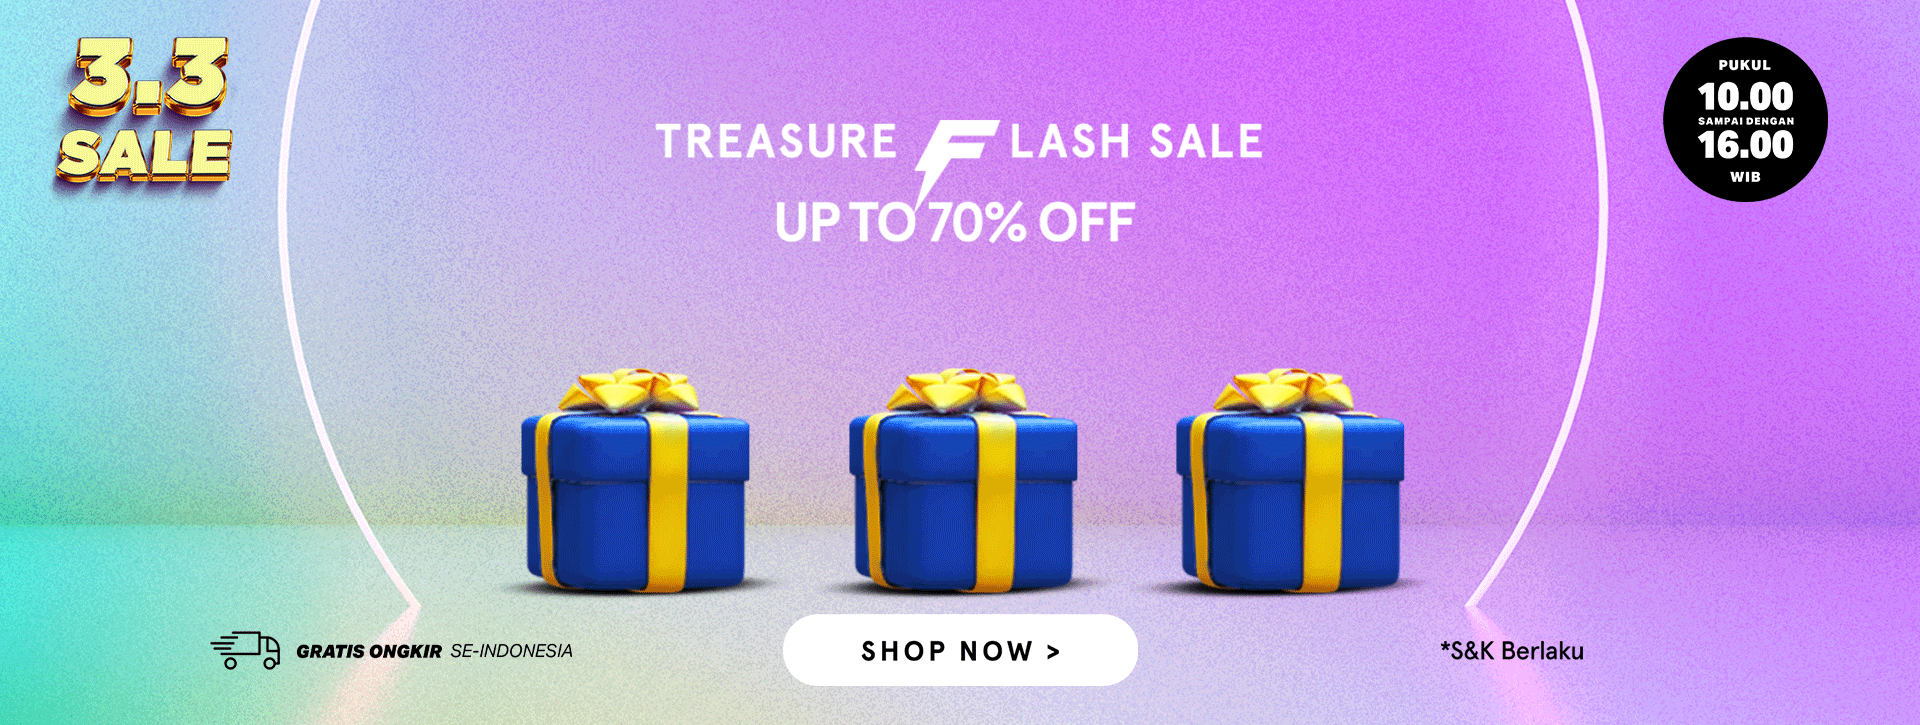 3.3
SALE
TREASURE FLASH SALE
UP TO 70% OFF
PUKUL
10.00
SAMPAI DENGAN
16.00
WIB
GRATIS ONGKIR SE-INDONESIA
SHOP NOW >
*S&K Berlaku